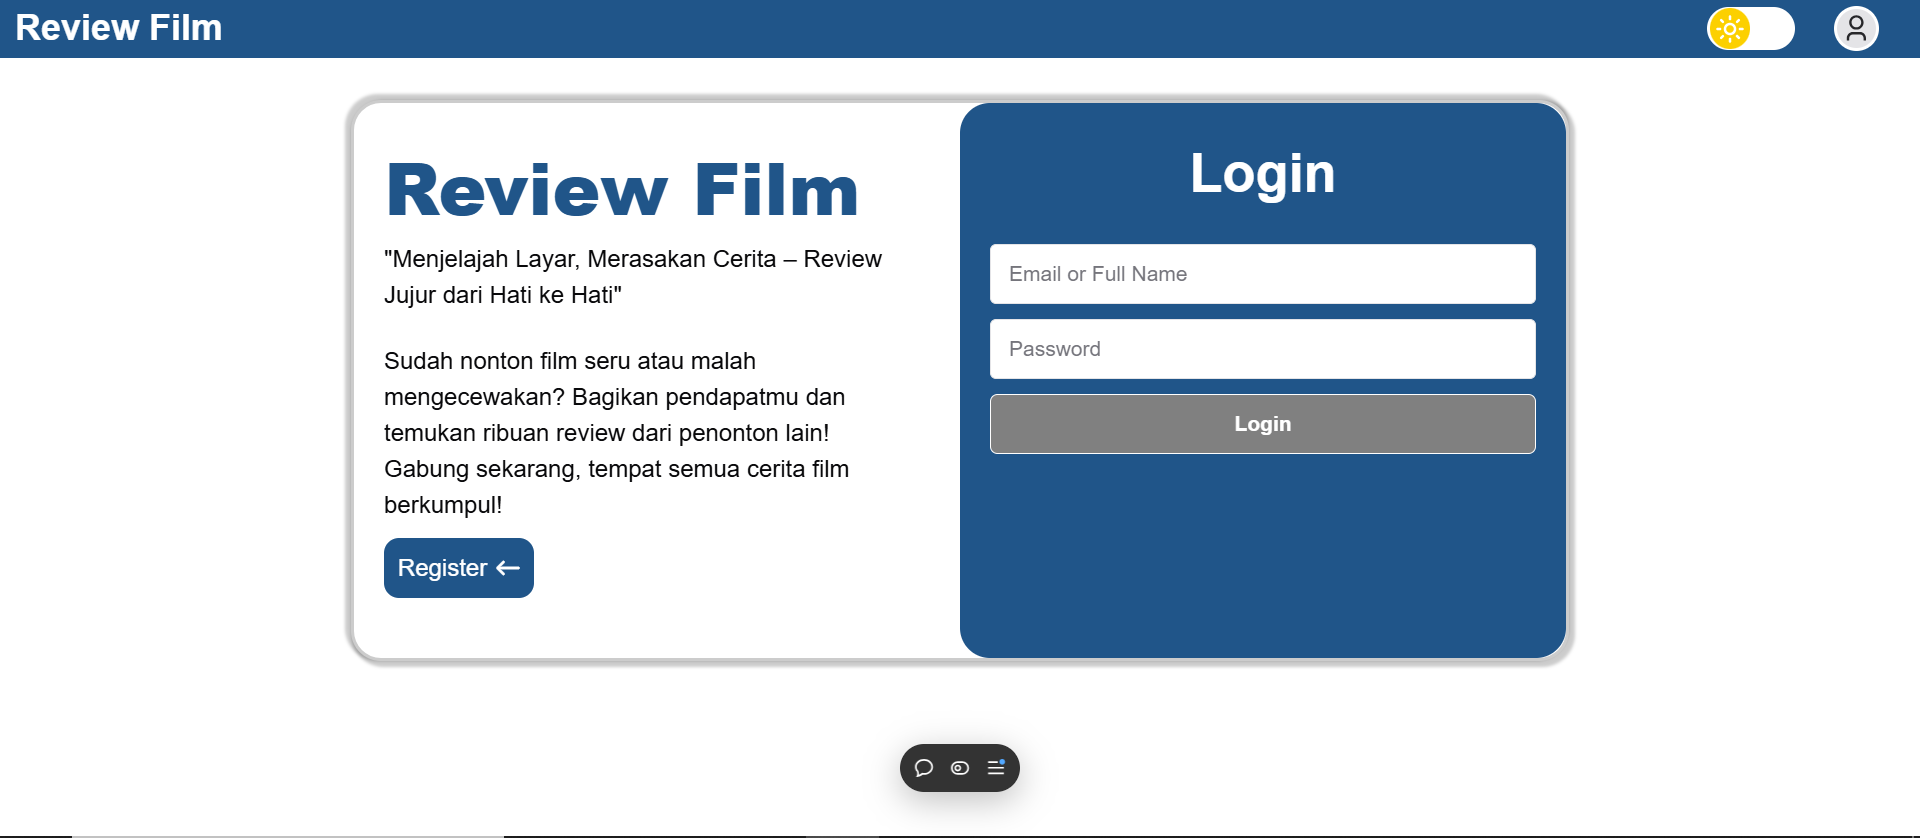 Review Film
Review Film
"Menjelajah Layar, Merasakan Cerita – Review
Jujur dari Hati ke Hati"
Sudah nonton film seru atau malah
mengecewakan? Bagikan pendapatmu dan
temukan ribuan review dari penonton lain!
Gabung sekarang, tempat semua cerita film
berkumpul!
Register
Login
Email or Full Name
Password
Login